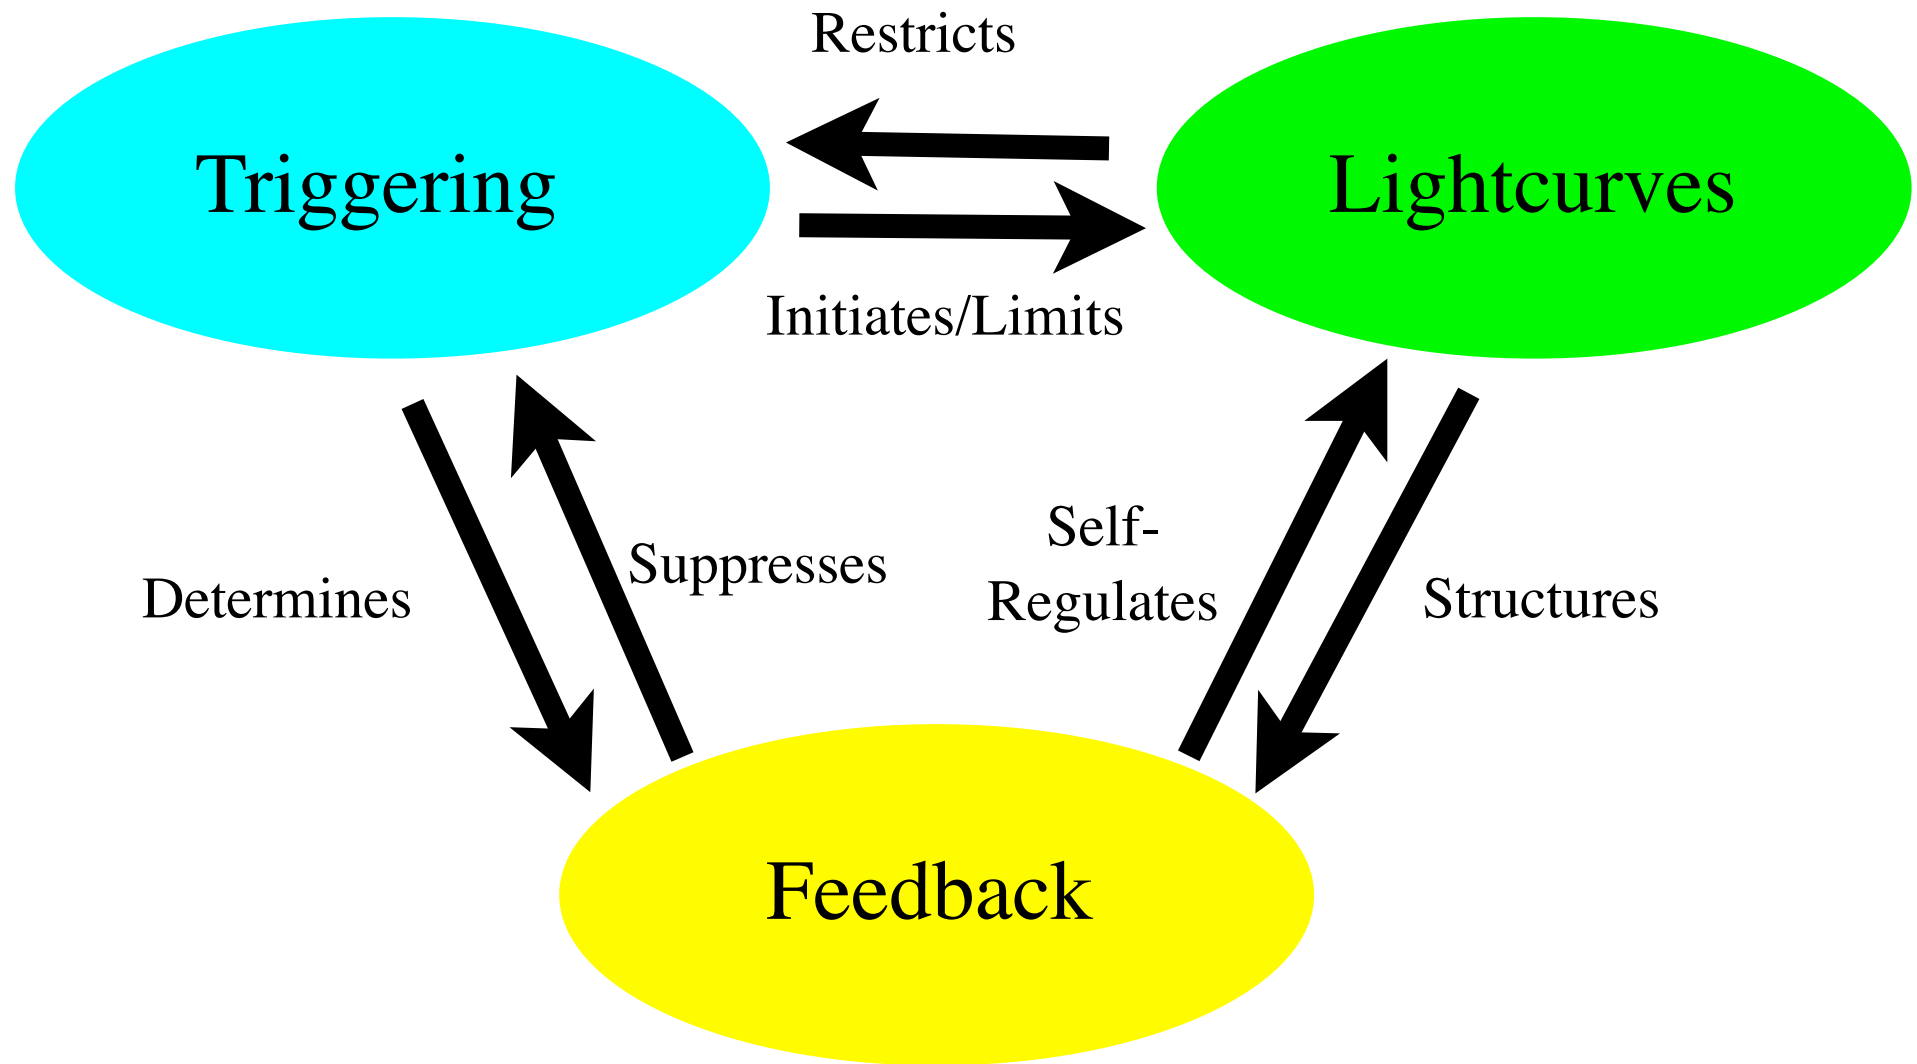 Restricts
Triggering
Lightcurves
Initiates/Limits
Self-
Suppresses
Determines
Regulates
Structures
Feedback